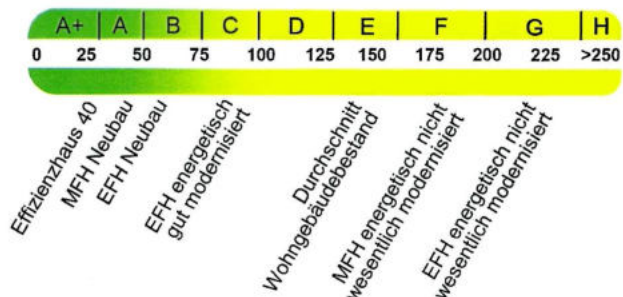 A+ A B C D E F G H
0 25 50 75 100 125 150 175 200 225 >250
Effizienzhaus 40
MFH Neubau
EFH Neubau
EFH energetisch
gut modernisiert
Durchschnitt
Wohngebäudebestand
MFH energetisch nicht
wesentlich modernisiert
EFH energetisch nicht
wesentlich modernisiert